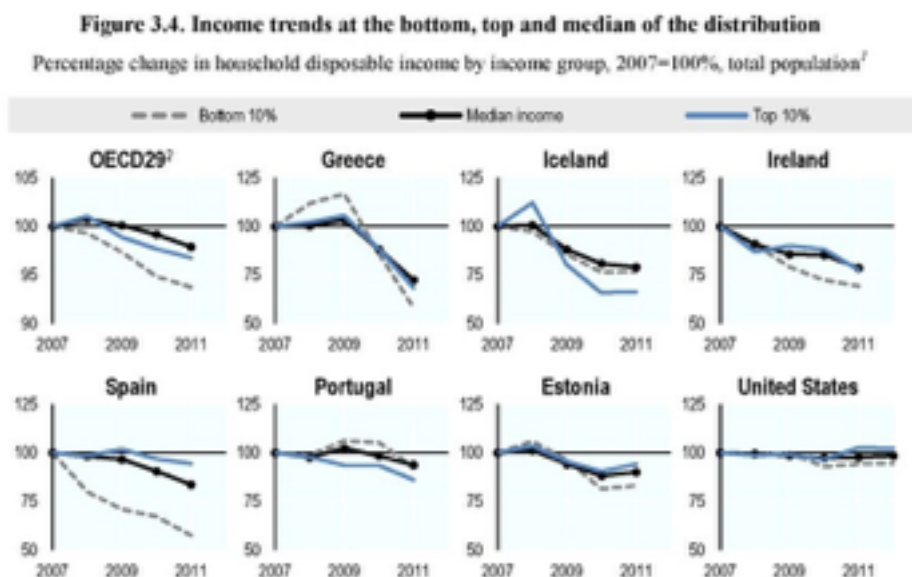 Figure 3.4. Income trends at the bottom, top and median of the distribution
Percentage change in household disposable income by income group, 2007=100%, total population¹
Bottom 10% Median income Top 10%
OECD29² Greece Iceland Ireland
105 125 125 125
100 100 100 100
95 75 75 75
90 50 50 50
2007 2009 2011 2007 2009 2011 2007 2009 2011 2007 2009 2011
Spain Portugal Estonia United States
125 125 125 125
100 100 100 100
75 75 75 75
50 50 50 50
2007 2009 2011 2007 2009 2011 2007 2009 2011 2007 2009 2011